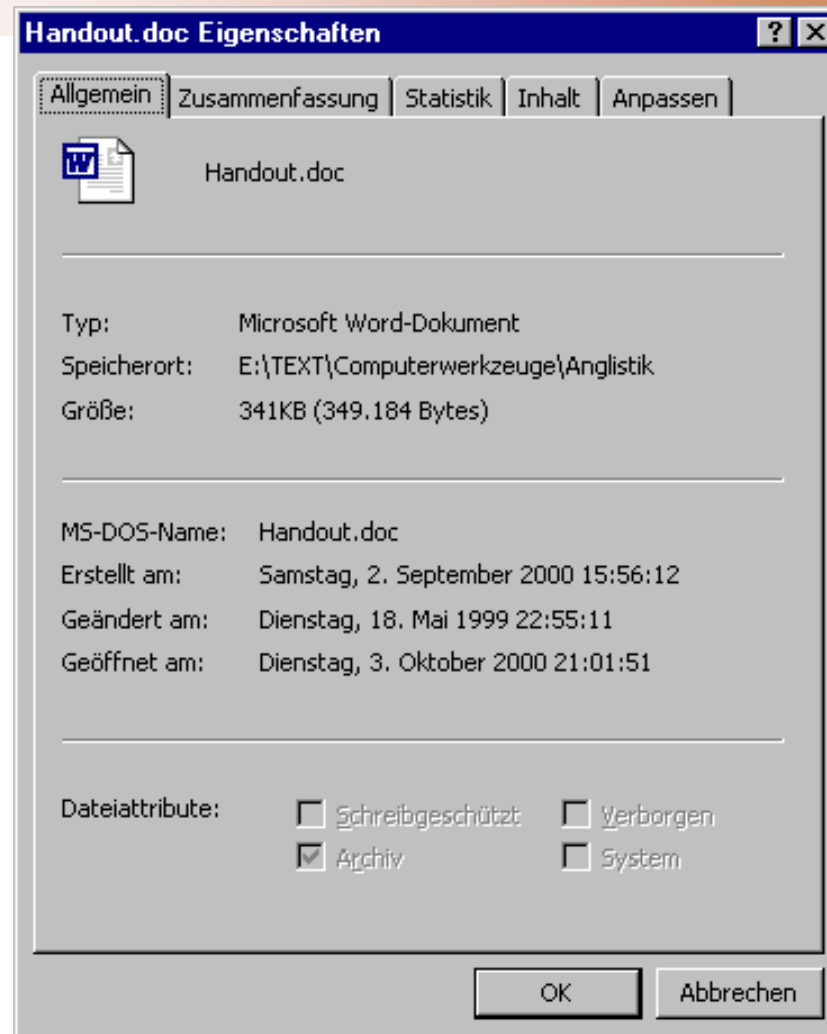 Handout.doc Eigenschaften
Allgemein Zusammenfassung Statistik Inhalt Anpassen
Handout.doc
Typ: Microsoft Word-Dokument
Speicherort: E:\TEXT\Computerwerkzeuge\Anglistik
Größe: 341KB (349.184 Bytes)
MS-DOS-Name: Handout.doc
Erstellt am: Samstag, 2. September 2000 15:56:12
Geändert am: Dienstag, 18. Mai 1999 22:55:11
Geöffnet am: Dienstag, 3. Oktober 2000 21:01:51
Dateiattribute: Schreibgeschützt Verborgen
Archiv System
OK Abbrechen